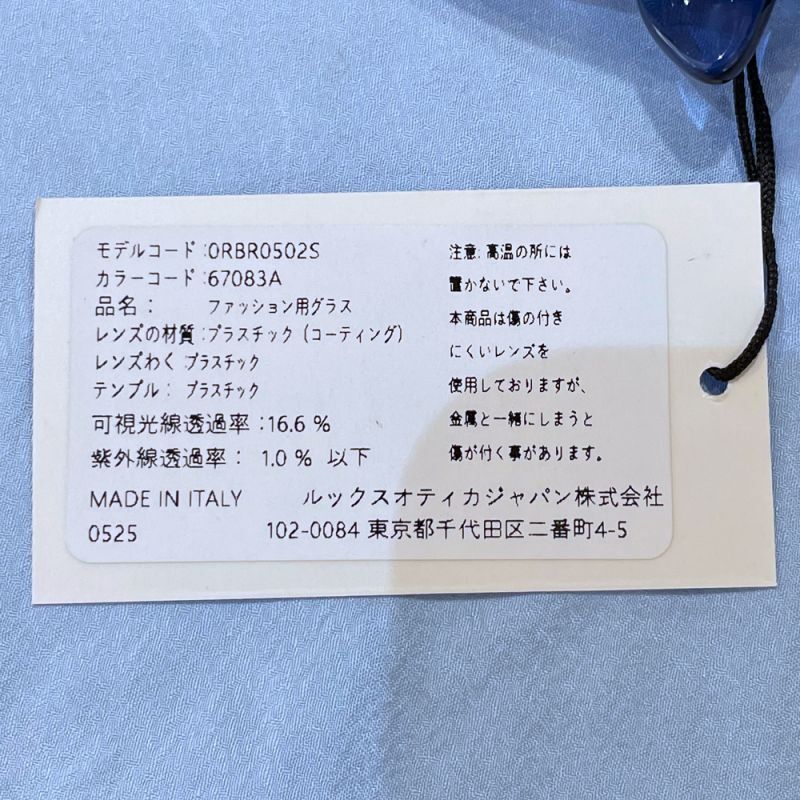 モデルコード:0RBR0502S
カラーコード:67083A
品名: ファッション用グラス
レンズの材質:プラスチック (コーティング)
レンズわく:プラスチック
テンプル: プラスチック
可視光線透過率:16.6 %
紫外線透過率: 1.0 % 以下
注意:高温の所には
置かないで下さい。
本商品は傷の付き
にくいレンズを
使用しておりますが、
金属と一緒にしまうと
傷が付く事があります。
MADE IN ITALY ルックスオティカジャパン株式会社
0525 102-0084 東京都千代田区二番町4-5